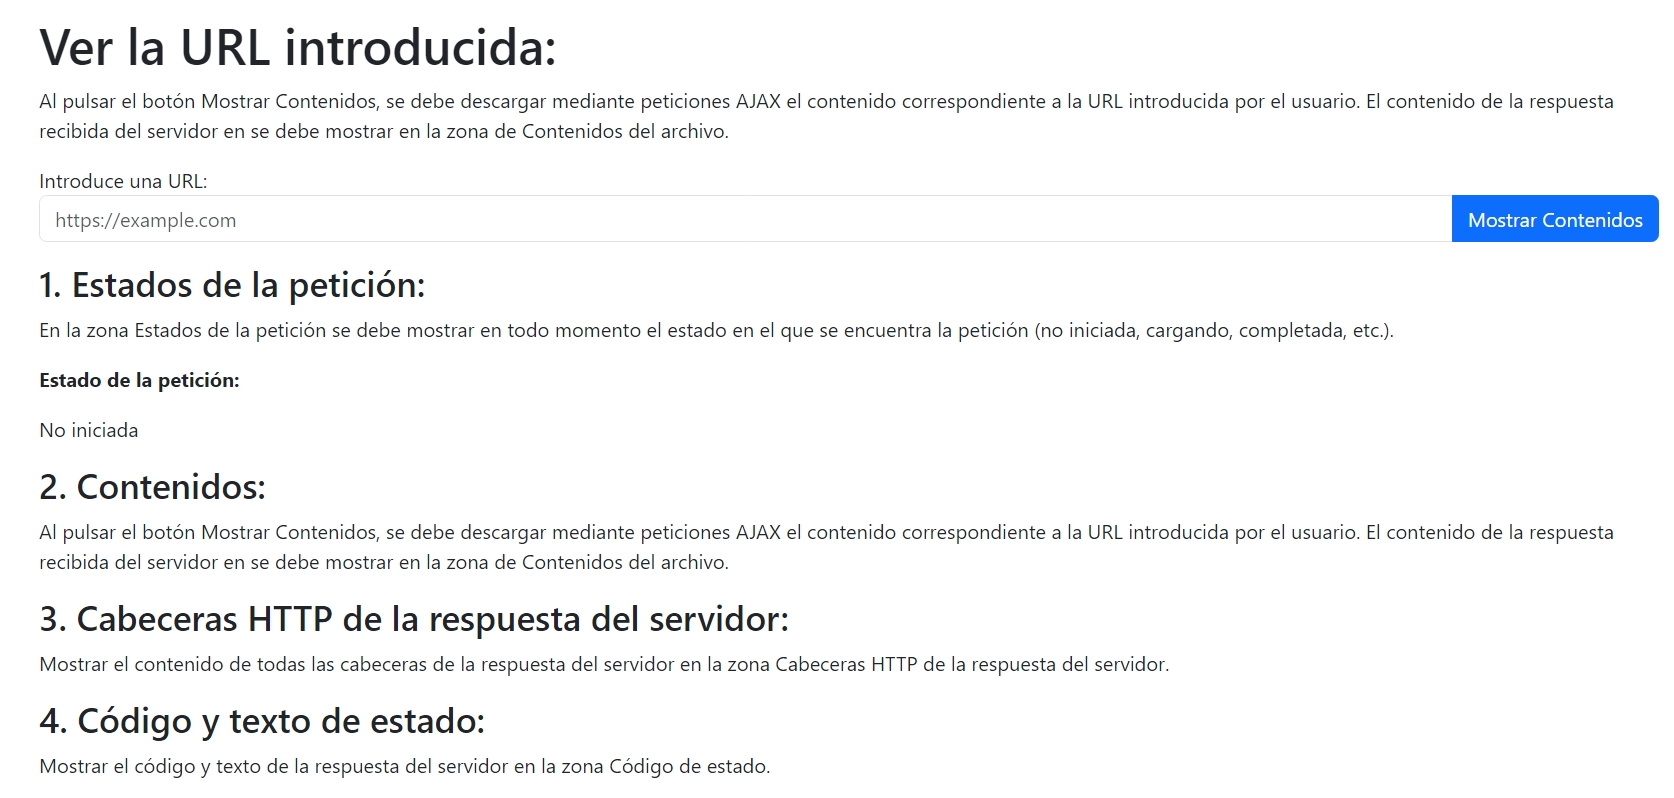 Ver la URL introducida:
Al pulsar el botón Mostrar Contenidos, se debe descargar mediante peticiones AJAX el contenido correspondiente a la URL introducida por el usuario. El contenido de la respuesta
recibida del servidor en se debe mostrar en la zona de Contenidos del archivo.
Introduce una URL:
https://example.com
Mostrar Contenidos
1. Estados de la petición:
En la zona Estados de la petición se debe mostrar en todo momento el estado en el que se encuentra la petición (no iniciada, cargando, completada, etc.).
Estado de la petición:
No iniciada
2. Contenidos:
Al pulsar el botón Mostrar Contenidos, se debe descargar mediante peticiones AJAX el contenido correspondiente a la URL introducida por el usuario. El contenido de la respuesta
recibida del servidor en se debe mostrar en la zona de Contenidos del archivo.
3. Cabeceras HTTP de la respuesta del servidor:
Mostrar el contenido de todas las cabeceras de la respuesta del servidor en la zona Cabeceras HTTP de la respuesta del servidor.
4. Código y texto de estado:
Mostrar el código y texto de la respuesta del servidor en la zona Código de estado.